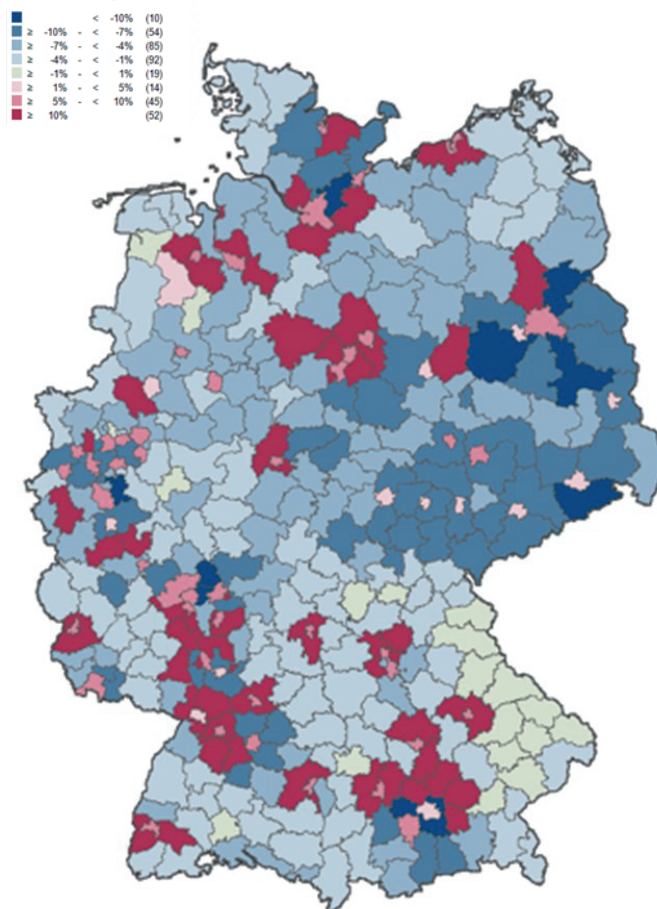 < -10% (10)
≥ -10% - < -7% (54)
≥ -7% - < -4% (85)
≥ -4% - < -1% (92)
≥ -1% - < 1% (19)
≥ 1% - < 5% (14)
≥ 5% - < 10% (45)
≥ 10% (52)